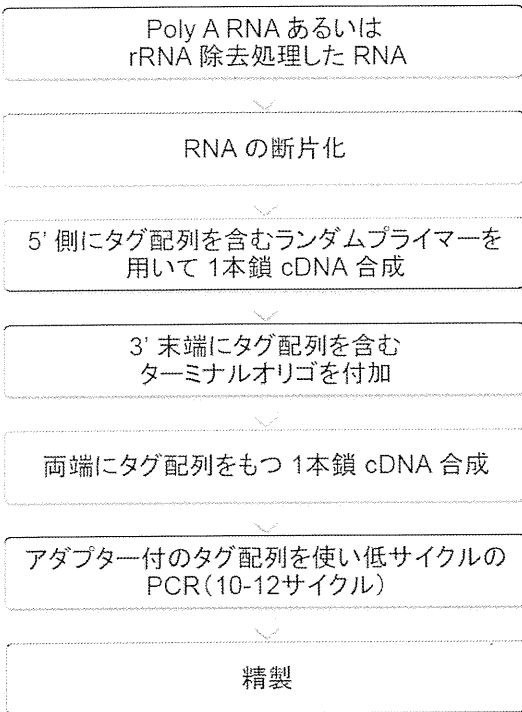 Poly A RNA あるいは
rRNA 除去処理した RNA
RNA の断片化
5' 側にタグ配列を含むランダムプライマーを
用いて 1本鎖 cDNA 合成
3' 末端にタグ配列を含む
ターミナルオリゴを付加
両端にタグ配列をもつ 1本鎖 cDNA 合成
アダプター付のタグ配列を使い低サイクルの
PCR(10-12サイクル)
精製